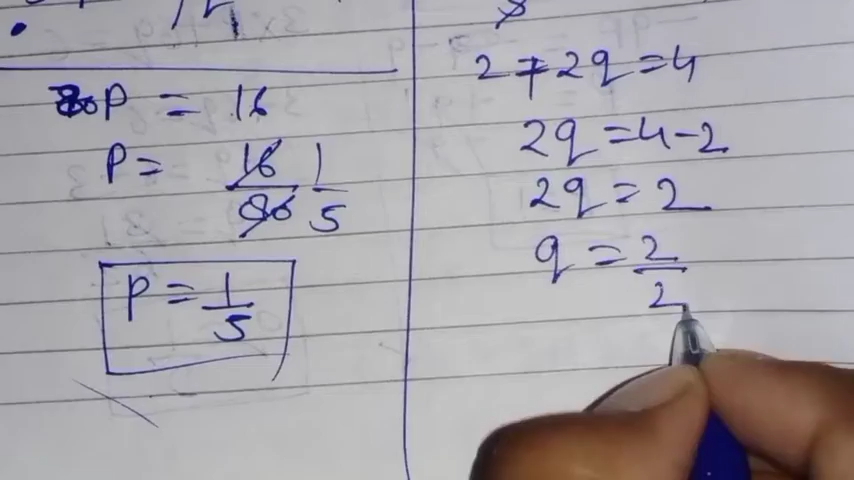 80P = 16
P = 16/80 1/5
P = 1/5
2 + 2q = 4
2q = 4 - 2
2q = 2
q = 2/2